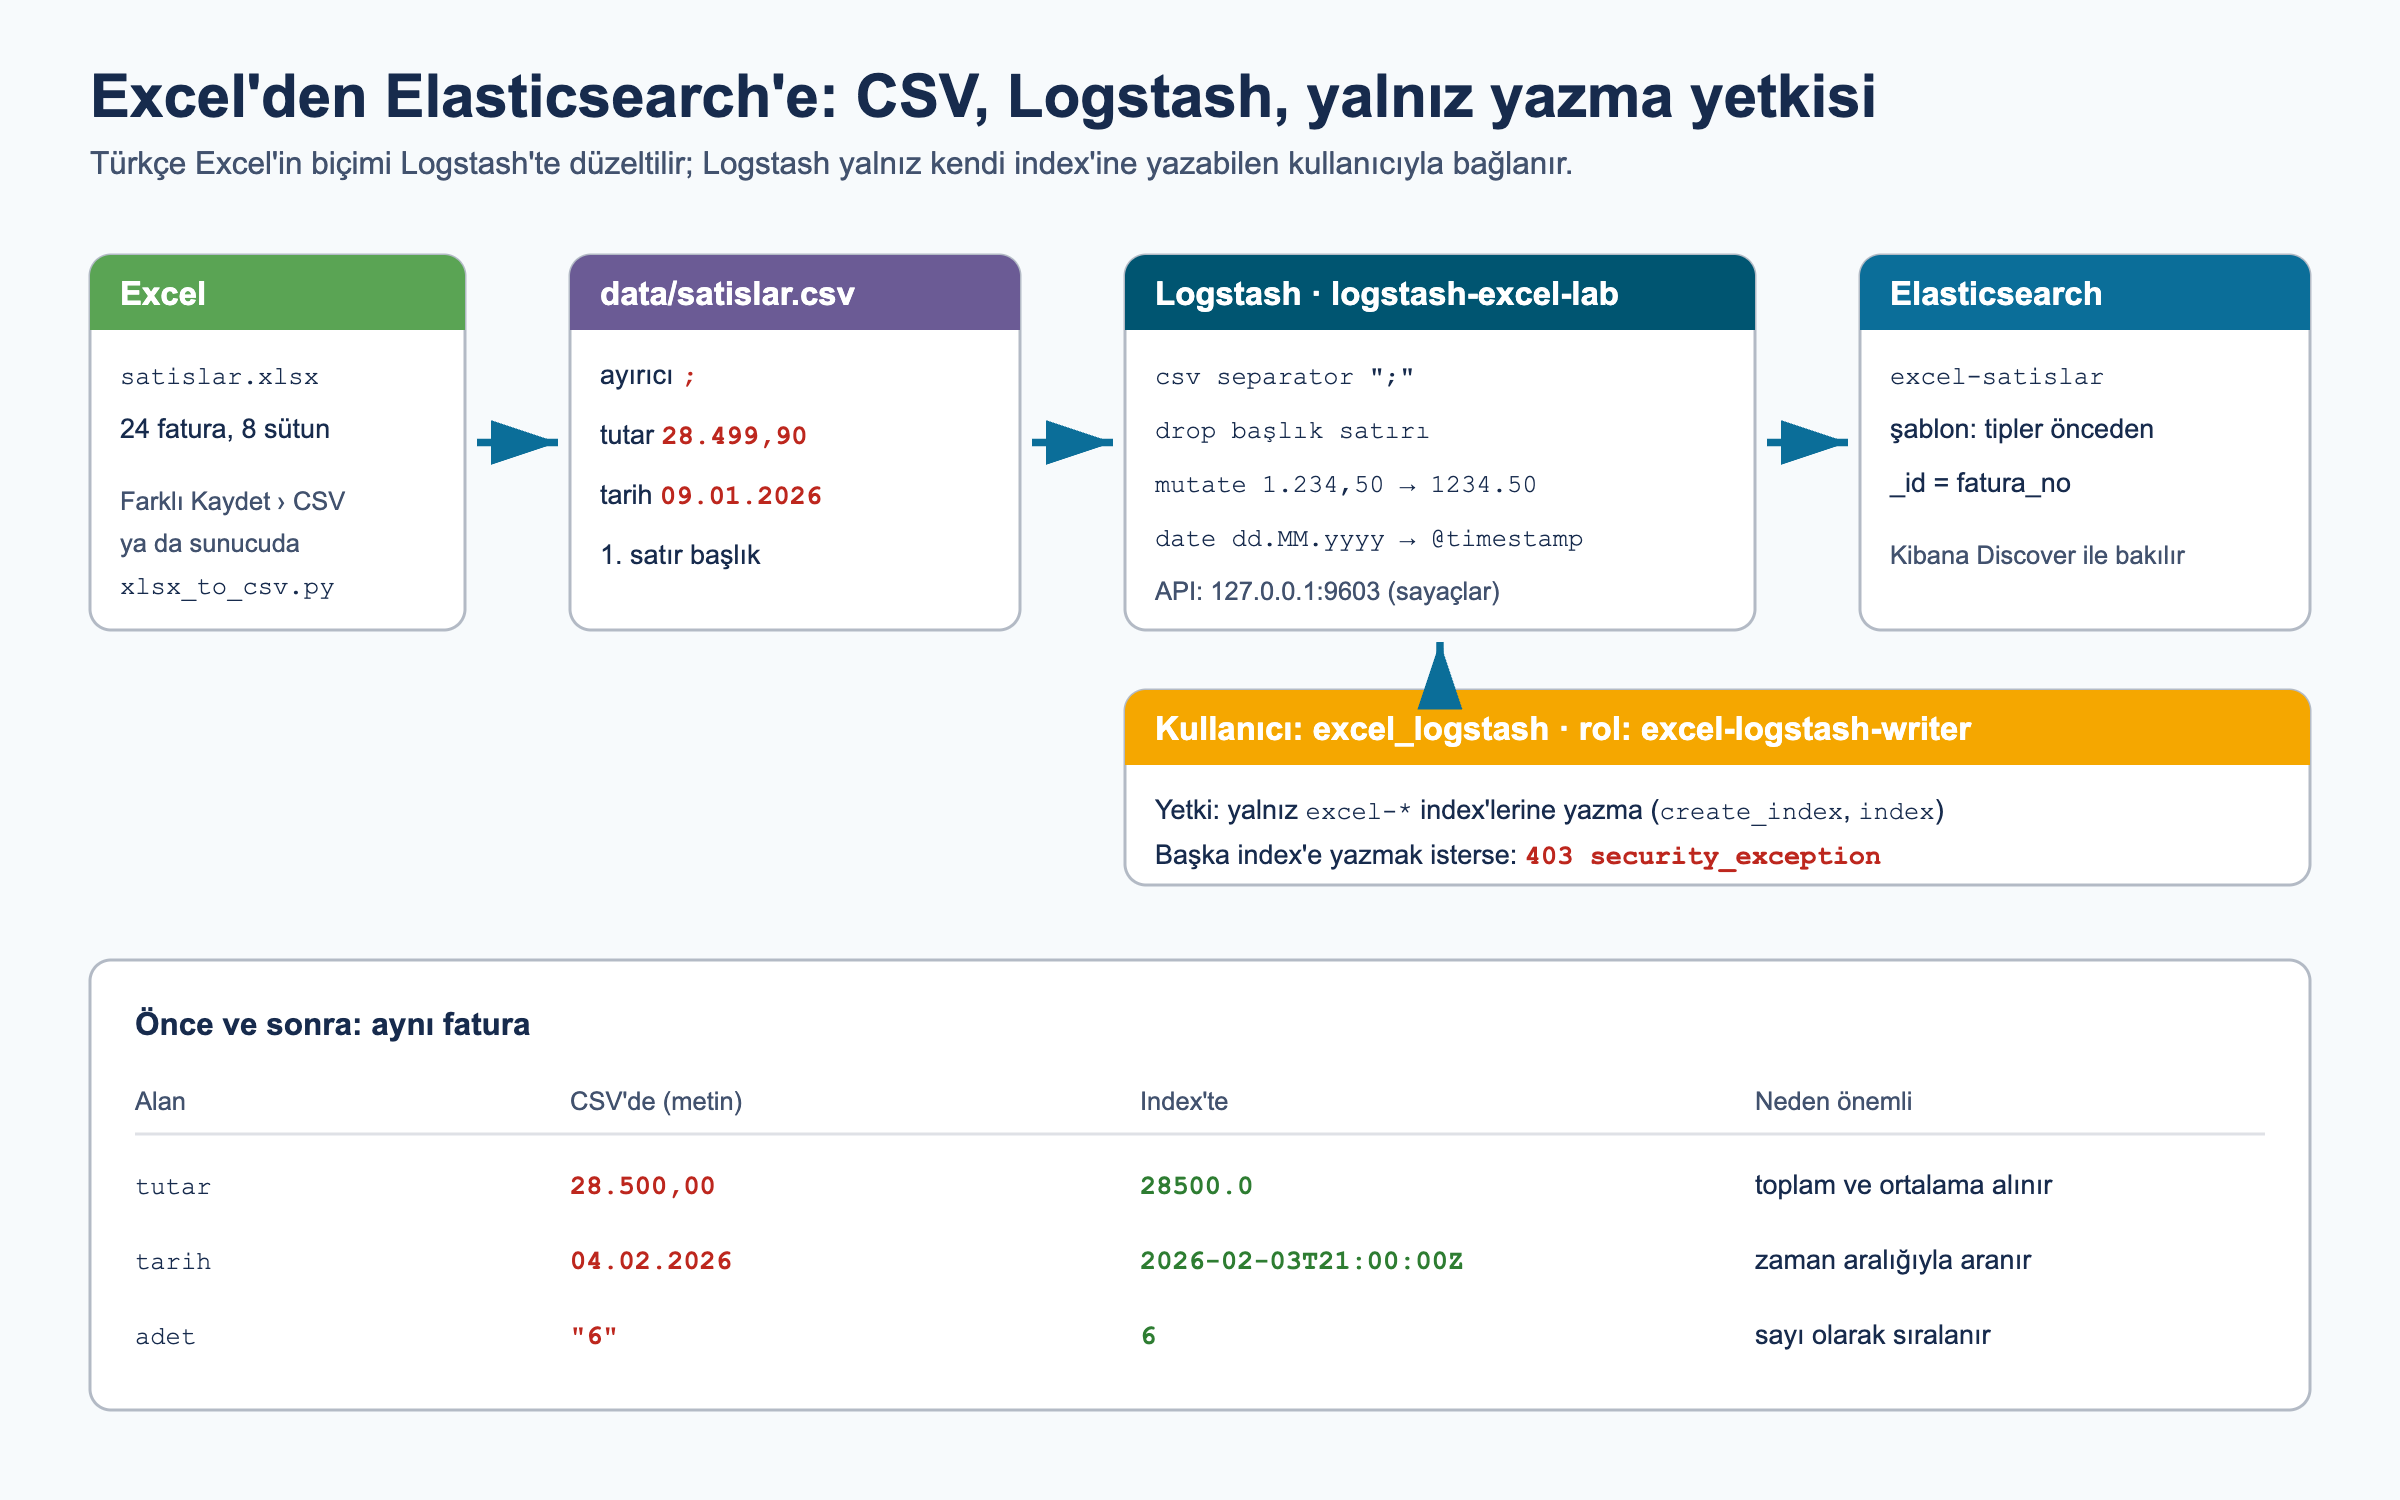 Excel'den Elasticsearch'e: CSV, Logstash, yalnız yazma yetkisi
Türkçe Excel'in biçimi Logstash'te düzeltilir; Logstash yalnız kendi index'ine yazabilen kullanıcıyla bağlanır.
Excel
satislar.xlsx
24 fatura, 8 sütun
Farklı Kaydet › CSV
ya da sunucuda
xlsx_to_csv.py
data/satislar.csv
ayırıcı ;
tutar 28.499,90
tarih 09.01.2026
1. satır başlık
Logstash · logstash-excel-lab
csv separator ";"
drop başlık satırı
mutate 1.234,50 → 1234.50
date dd.MM.yyyy → @timestamp
API: 127.0.0.1:9603 (sayaçlar)
Elasticsearch
excel-satislar
şablon: tipler önceden
_id = fatura_no
Kibana Discover ile bakılır
Kullanıcı: excel_logstash · rol: excel-logstash-writer
Yetki: yalnız excel-* index'lerine yazma (create_index, index)
Başka index'e yazmak isterse: 403 security_exception
Önce ve sonra: aynı fatura
Alan CSV'de (metin) Index'te Neden önemli
tutar 28.500,00 28500.0 toplam ve ortalama alınır
tarih 04.02.2026 2026-02-03T21:00:00Z zaman aralığıyla aranır
adet "6" 6 sayı olarak sıralanır